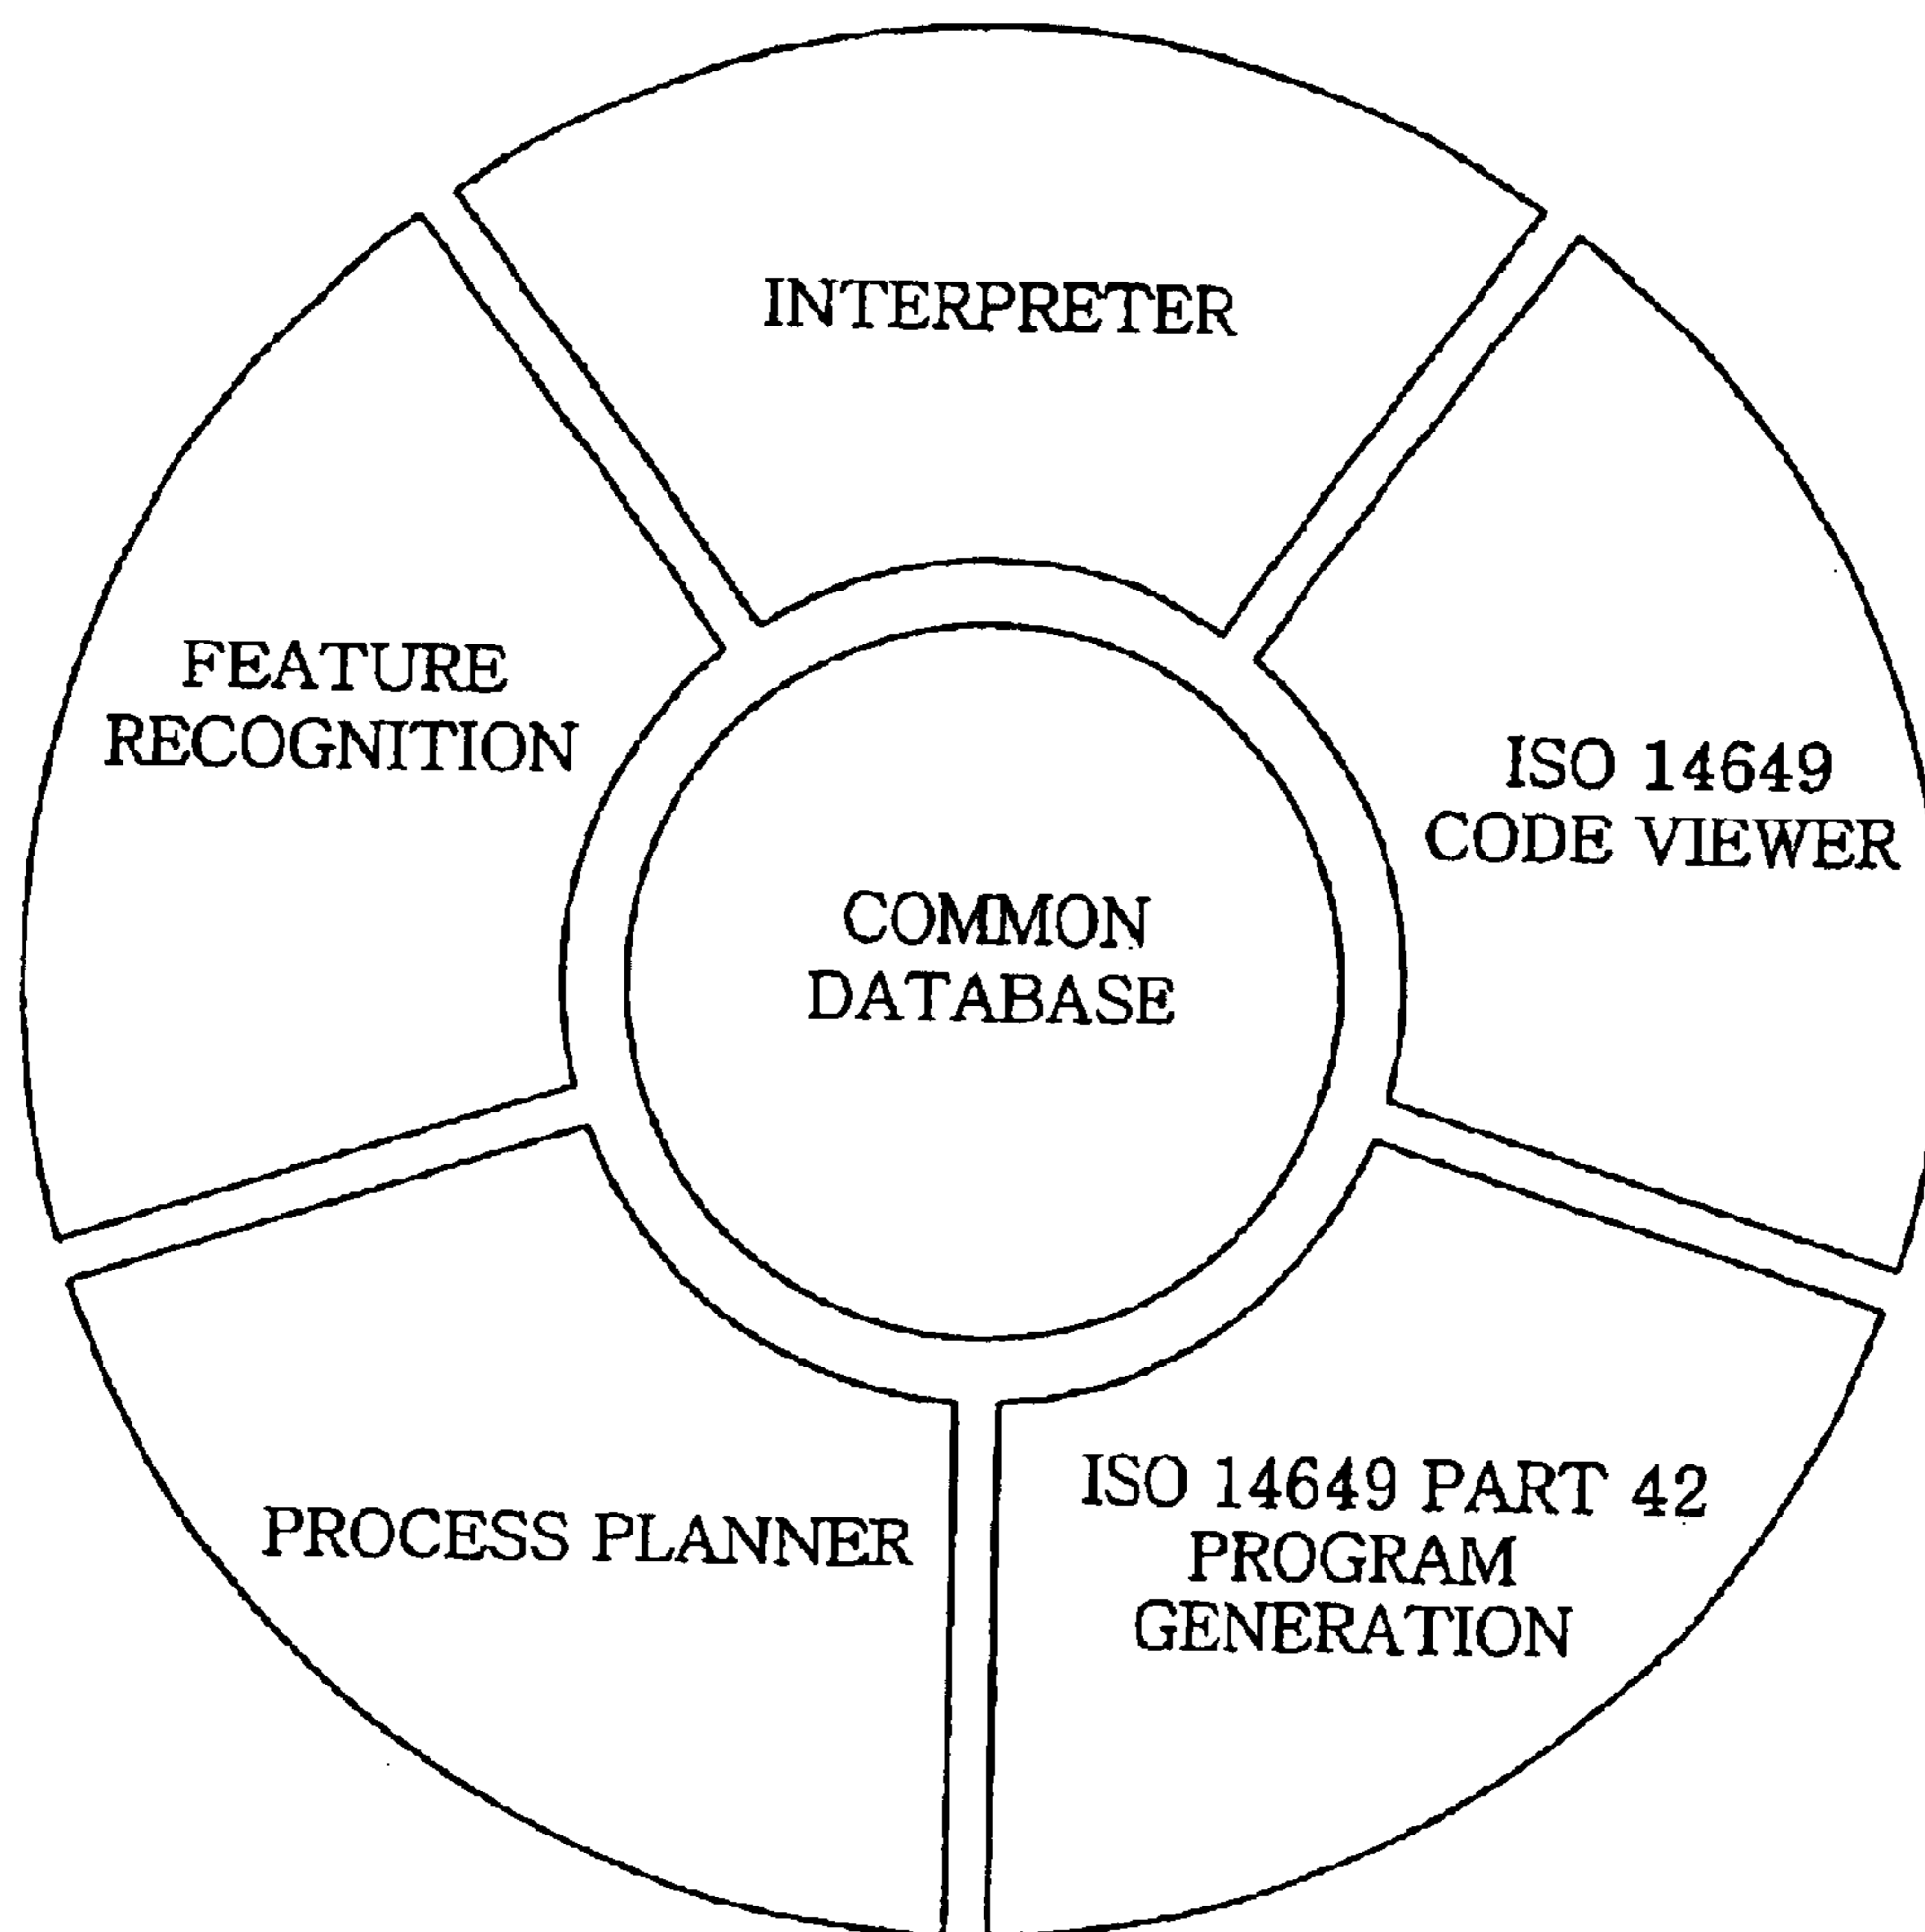 INTERPRETER
FEATURE
RECOGNITION
ISO 14649
CODE VIEWER
COMMON
DATABASE
PROCESS PLANNER
ISO 14649 PART 42
PROGRAM
GENERATION